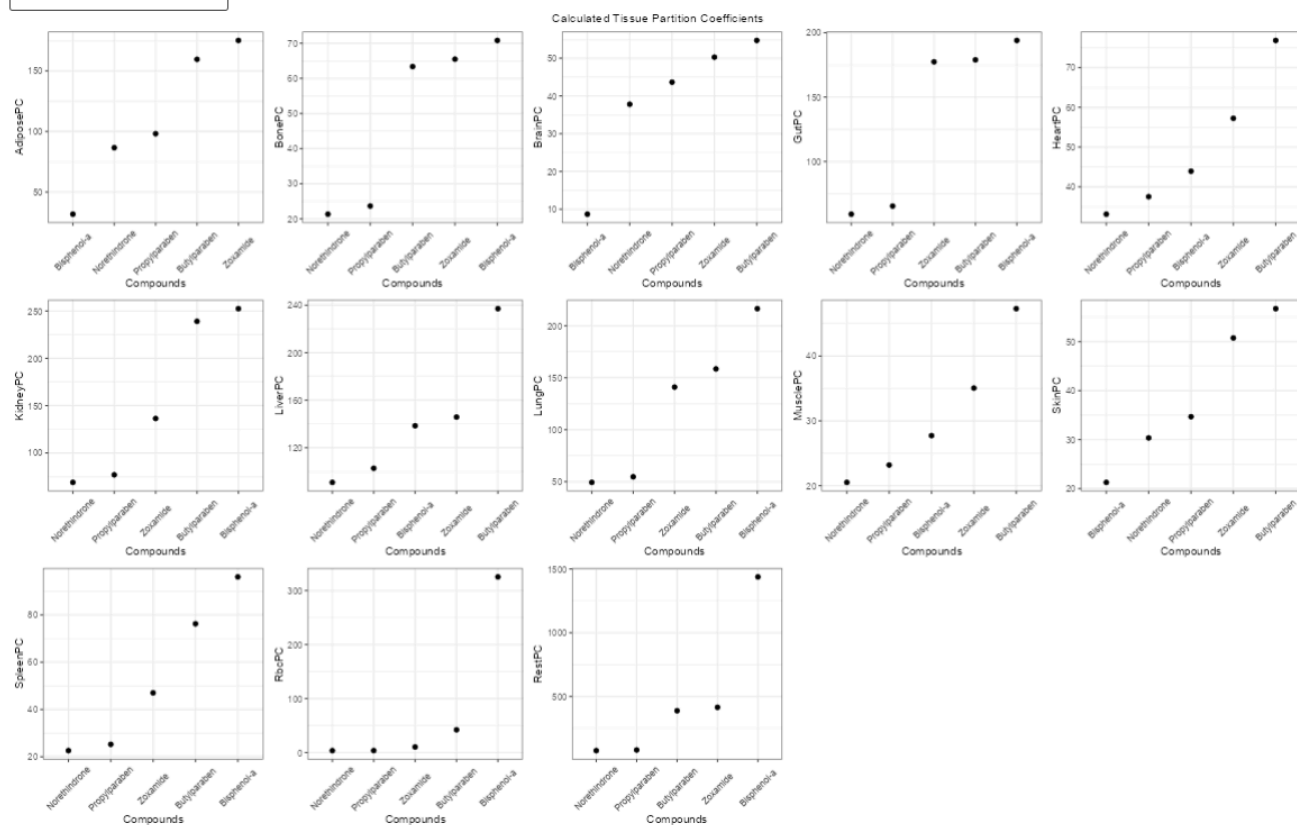 Calculated Tissue Partition Coefficients
AdiposePC
150
100
50
Bisphenol-a
Norethindrone
Propylparaben
Butylparaben
Zoxamide
Compounds
BonePC
70
60
50
40
30
20
Norethindrone
Propylparaben
Butylparaben
Zoxamide
Bisphenol-a
Compounds
BrainPC
50
40
30
20
10
Bisphenol-a
Norethindrone
Propylparaben
Zoxamide
Butylparaben
Compounds
GutPC
200
150
100
Norethindrone
Propylparaben
Zoxamide
Butylparaben
Bisphenol-a
Compounds
HeartPC
70
60
50
40
Norethindrone
Propylparaben
Bisphenol-a
Zoxamide
Butylparaben
Compounds
KidneyPC
250
200
150
100
Norethindrone
Propylparaben
Zoxamide
Butylparaben
Bisphenol-a
Compounds
LiverPC
240
200
160
120
Norethindrone
Propylparaben
Bisphenol-a
Zoxamide
Butylparaben
Compounds
LungPC
200
150
100
50
Norethindrone
Propylparaben
Zoxamide
Butylparaben
Bisphenol-a
Compounds
MusclePC
40
30
20
Norethindrone
Propylparaben
Bisphenol-a
Zoxamide
Butylparaben
Compounds
SkinPC
50
40
30
20
Bisphenol-a
Norethindrone
Propylparaben
Zoxamide
Butylparaben
Compounds
SpleenPC
80
60
40
20
Norethindrone
Propylparaben
Zoxamide
Butylparaben
Bisphenol-a
Compounds
RbcPC
300
200
100
0
Norethindrone
Propylparaben
Zoxamide
Butylparaben
Bisphenol-a
Compounds
RestPC
1500
1000
500
Norethindrone
Propylparaben
Butylparaben
Zoxamide
Bisphenol-a
Compounds